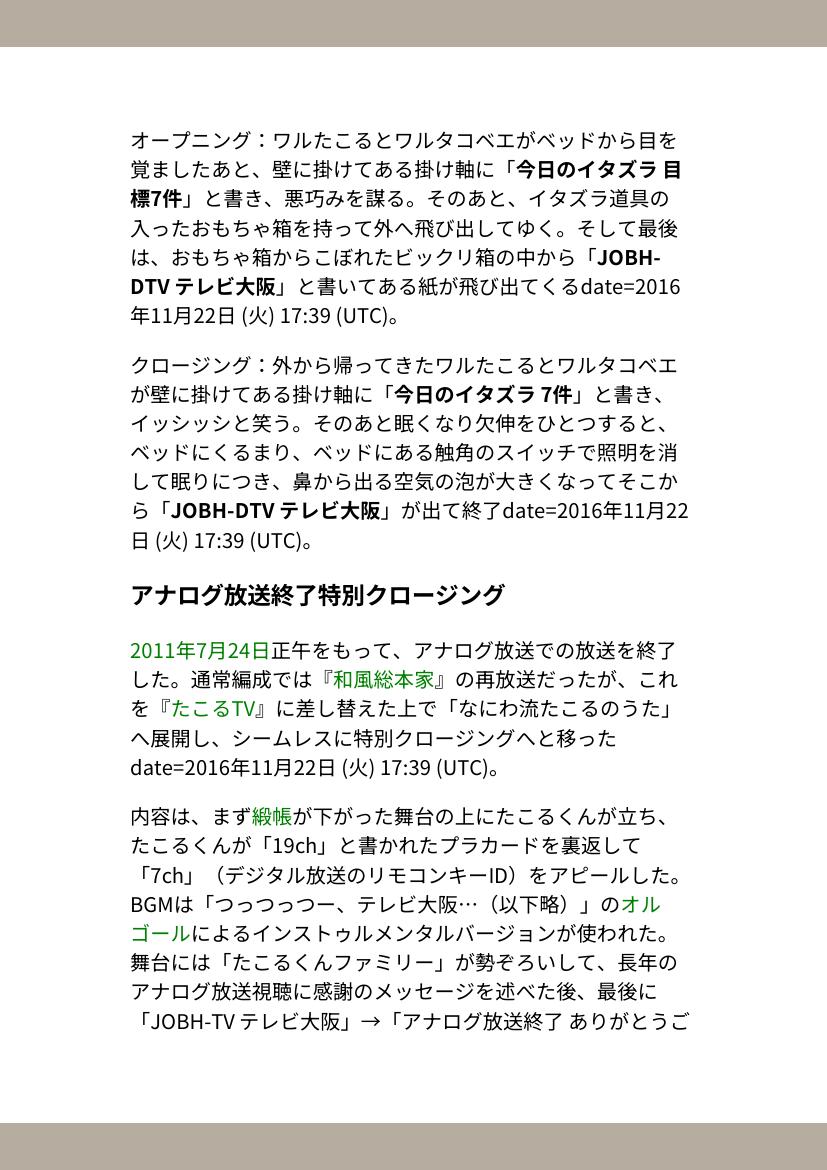 オープニング：ワルたこるとワルタコベエがベッドから目を
覚ましたあと、壁に掛けてある掛け軸に「今日のイタズラ 目
標7件」と書き、悪巧みを謀る。そのあと、イタズラ道具の
入ったおもちゃ箱を持って外へ飛び出してゆく。そして最後
は、おもちゃ箱からこぼれたビックリ箱の中から「JOBH-
DTV テレビ大阪」と書いてある紙が飛び出てくるdate=2016
年11月22日 (火) 17:39 (UTC)。
クロージング：外から帰ってきたワルたこるとワルタコベエ
が壁に掛けてある掛け軸に「今日のイタズラ 7件」と書き、
イッシッシと笑う。そのあと眠くなり欠伸をひとつすると、
ベッドにくるまり、ベッドにある触角のスイッチで照明を消
して眠りにつき、鼻から出る空気の泡が大きくなってそこか
ら「JOBH-DTV テレビ大阪」が出て終了date=2016年11月22
日 (火) 17:39 (UTC)。
アナログ放送終了特別クロージング
2011年7月24日正午をもって、アナログ放送での放送を終了
した。通常編成では『和風総本家』の再放送だったが、これ
を『たこるTV』に差し替えた上で「なにわ流たこるのうた」
へ展開し、シームレスに特別クロージングへと移った
date=2016年11月22日 (火) 17:39 (UTC)。
内容は、まず緞帳が下がった舞台の上にたこるくんが立ち、
たこるくんが「19ch」と書かれたプラカードを裏返して
「7ch」（デジタル放送のリモコンキーID）をアピールした。
BGMは「つっつっつー、テレビ大阪…（以下略）」のオル
ゴールによるインストゥルメンタルバージョンが使われた。
舞台には「たこるくんファミリー」が勢ぞろいして、長年の
アナログ放送視聴に感謝のメッセージを述べた後、最後に
「JOBH-TV テレビ大阪」→「アナログ放送終了 ありがとうご